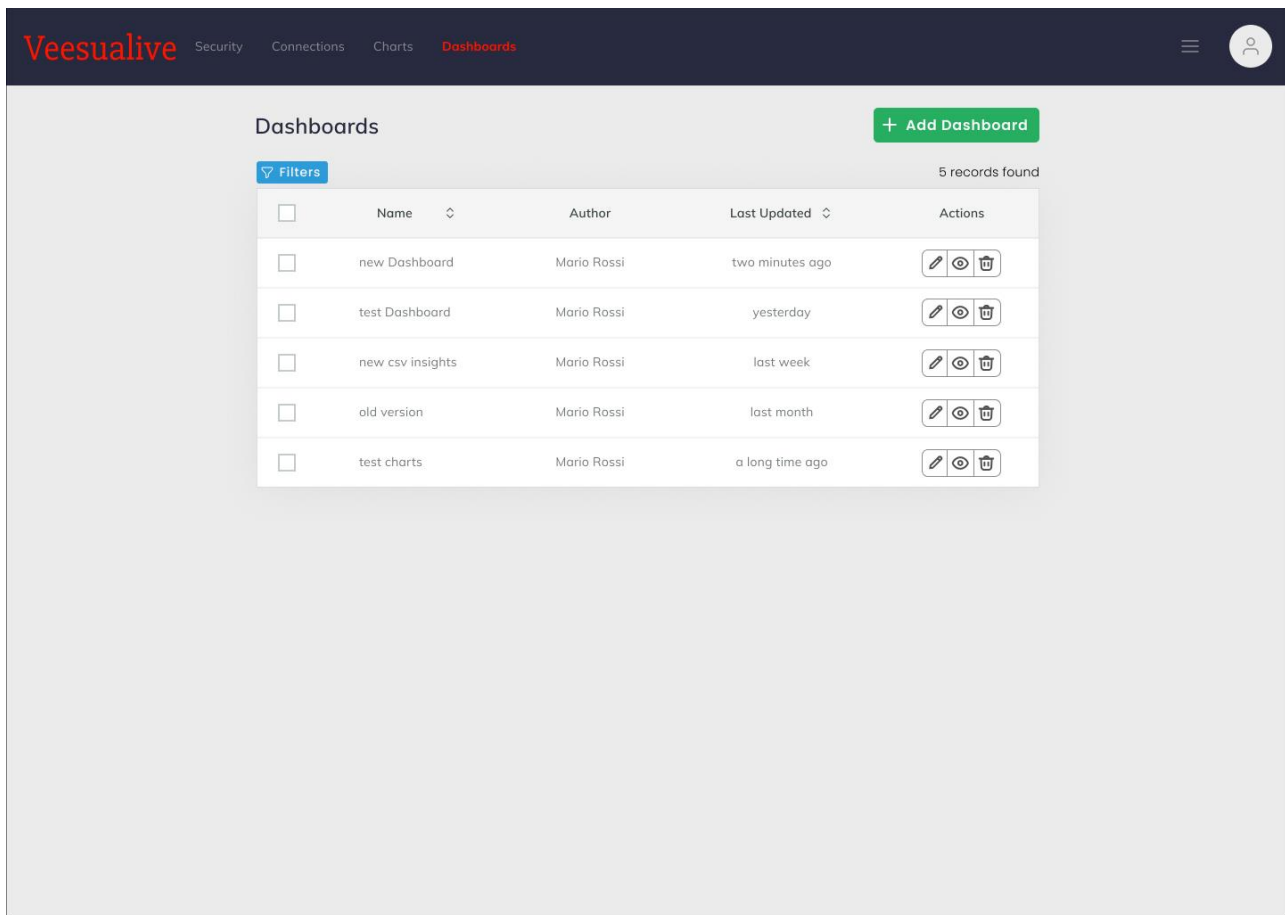 Veesualive Security Connections Charts Dashboards
Dashboards
+ Add Dashboard
Filters
5 records found
Name Author Last Updated Actions
new Dashboard Mario Rossi two minutes ago
test Dashboard Mario Rossi yesterday
new csv insights Mario Rossi last week
old version Mario Rossi last month
test charts Mario Rossi a long time ago